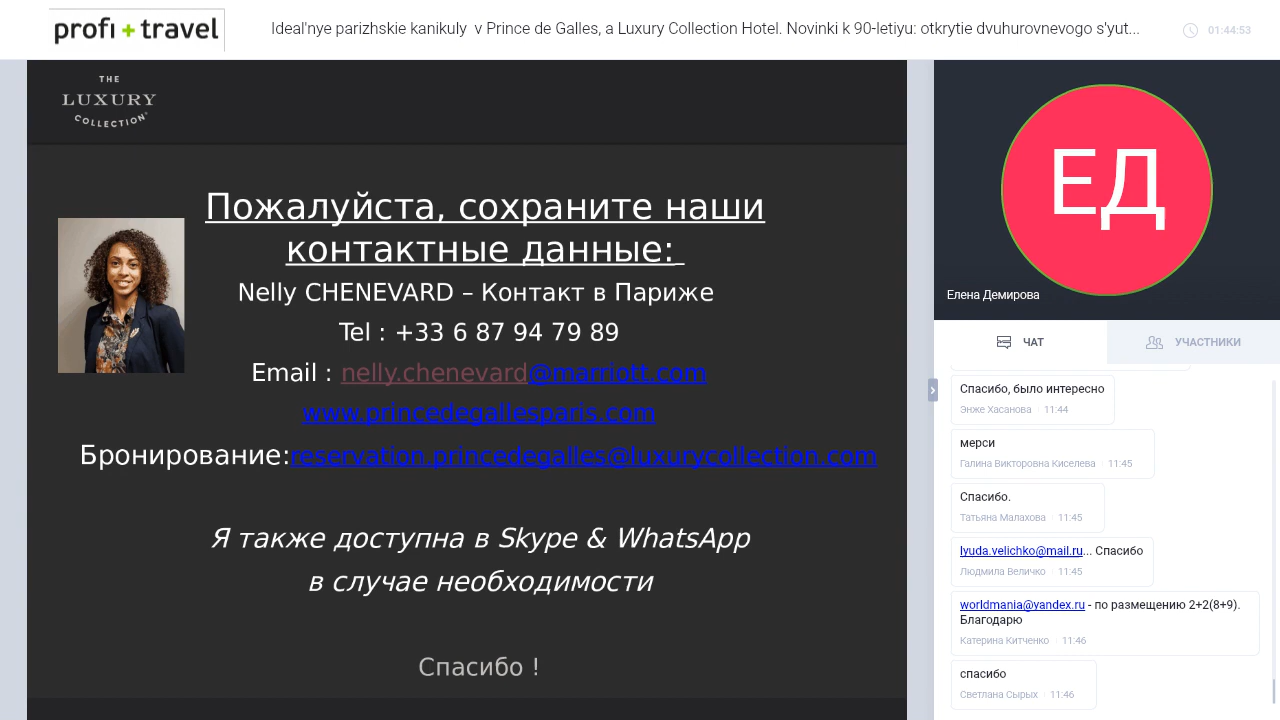 profi + travel
Ideal'nye parizhskie kanikuly v Prince de Galles, a Luxury Collection Hotel. Novinki k 90-letiyu: otkrytie dvuhurovnevogo s'yut...
01:44:53
THE
LUXURY
COLLECTION
Пожалуйста, сохраните наши
контактные данные:
Nelly CHENEVARD – Контакт в Париже
Tel : +33 6 87 94 79 89
Email : nelly.chenevard@marriott.com
www.princedegallesparis.com
Бронирование:reservation.princedegalles@luxurycollection.com
Я также доступна в Skype & WhatsApp
в случае необходимости
Спасибо !
ЕД
Елена Демирова
ЧАТ
УЧАСТНИКИ
Спасибо, было интересно
Энже Хасанова · 11:44
мерси
Галина Викторовна Киселева · 11:45
Спасибо.
Татьяна Малахова · 11:45
lyuda.velichko@mail.ru... Спасибо
Людмила Величко · 11:45
worldmania@yandex.ru - по размещению 2+2(8+9).
Благодарю
Катерина Китченко · 11:46
спасибо
Светлана Сырых · 11:46